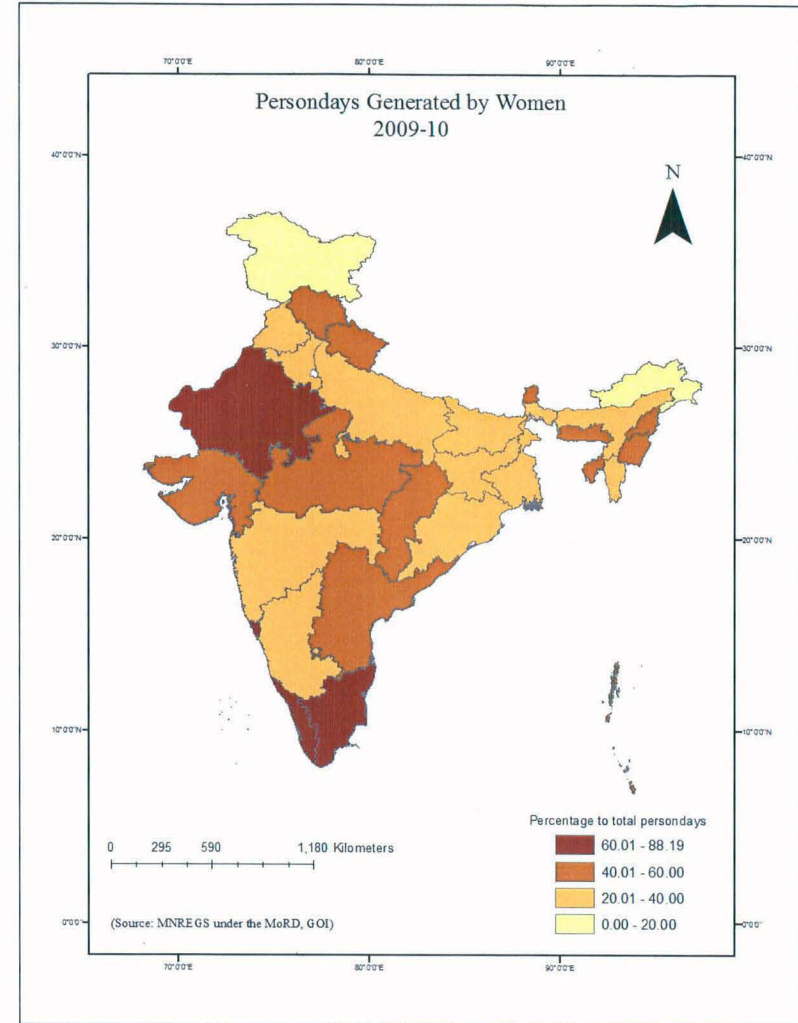 70°0'0"E 80°0'0"E 90°0'0"E
Persondays Generated by Women
2009-10
40°0'0"N 40°0'0"N
N
30°0'0"N 30°0'0"N
20°0'0"N 20°0'0"N
10°0'0"N 10°0'0"N
Percentage to total persondays
60.01 - 88.19
40.01 - 60.00
20.01 - 40.00
0.00 - 20.00
0 295 590 1,180 Kilometers
(Source: MNREGS under the MoRD, GOI)
0°0'0" 0°0'0"
70°0'0"E 80°0'0"E 90°0'0"E